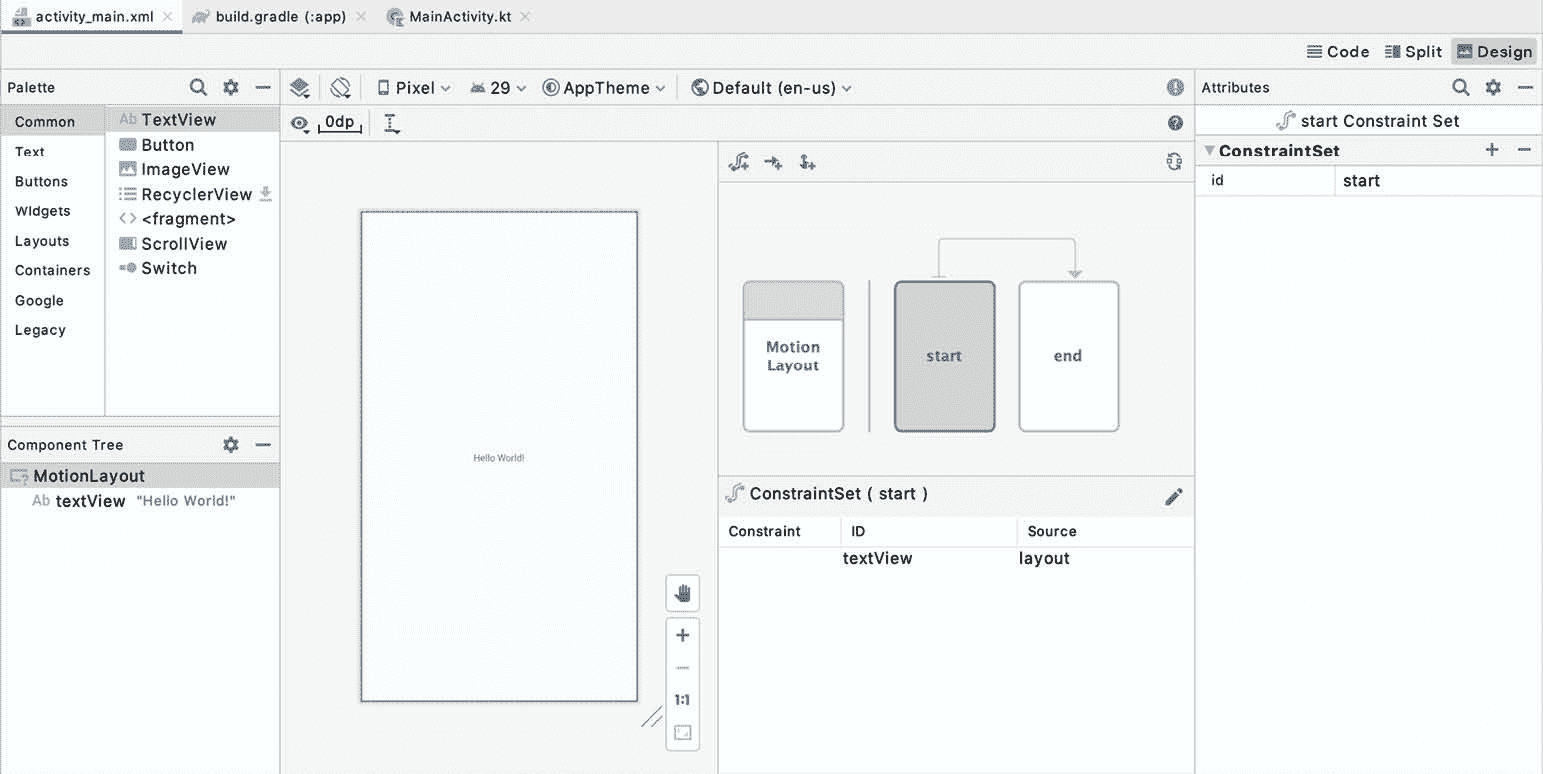 activity_main.xml
build.gradle (:app)
MainActivity.kt
Code
Split
Design
Palette
Pixel
29
AppTheme
Default (en-us)
Attributes
Common
Text
Buttons
Widgets
Layouts
Containers
Google
Legacy
Ab TextView
Button
ImageView
RecyclerView
<fragment>
ScrollView
Switch
0dp
start Constraint Set
ConstraintSet
id
start
Motion
Layout
start
end
Hello World!
Component Tree
MotionLayout
Ab textView "Hello World!"
ConstraintSet ( start )
Constraint
ID
Source
textView
layout
1:1